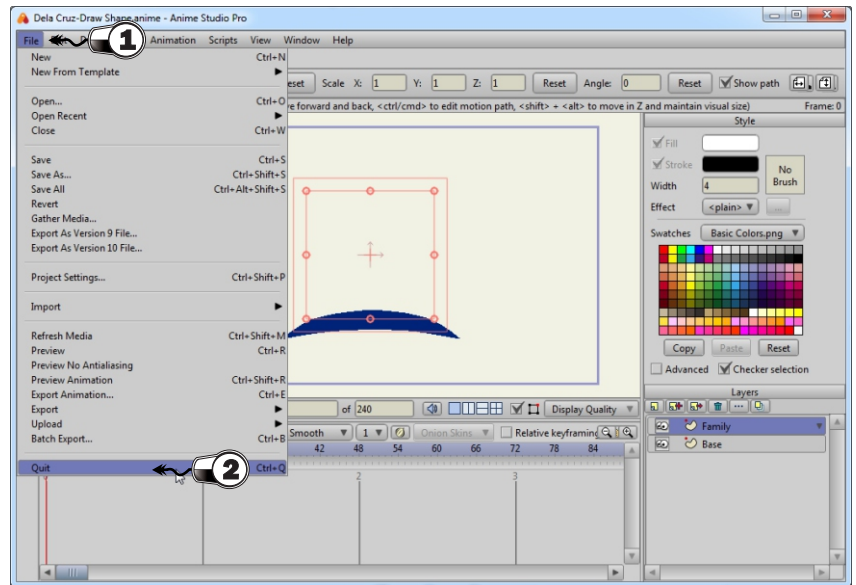 Dela Cruz-Draw Shape.anime - Anime Studio Pro
File Animation Scripts View Window Help
1
New Ctrl+N
New From Template
Open... Ctrl+O
Open Recent
Close Ctrl+W
Save Ctrl+S
Save As... Ctrl+Shift+S
Save All Ctrl+Alt+Shift+S
Revert
Gather Media...
Export As Version 9 File...
Export As Version 10 File...
Project Settings... Ctrl+Shift+P
Import
Refresh Media Ctrl+Shift+M
Preview Ctrl+R
Preview No Antialiasing
Preview Animation Ctrl+Shift+R
Export Animation... Ctrl+E
Export
Upload
Batch Export... Ctrl+B
Quit Ctrl+Q
2
eset Scale X: 1 Y: 1 Z: 1 Reset Angle: 0 Reset Show path
e forward and back, <ctrl/cmd> to edit motion path, <shift> + <alt> to move in Z and maintain visual size) Frame: 0
Style
Fill
Stroke
No Brush
Width 4
Effect <plain> ...
Swatches Basic Colors.png
Copy Paste Reset
Advanced Checker selection
Layers
Family
Base
of 240 Display Quality
Smooth 1 Onion Skins Relative keyframing
42 48 54 60 66 72 78 84
2 3